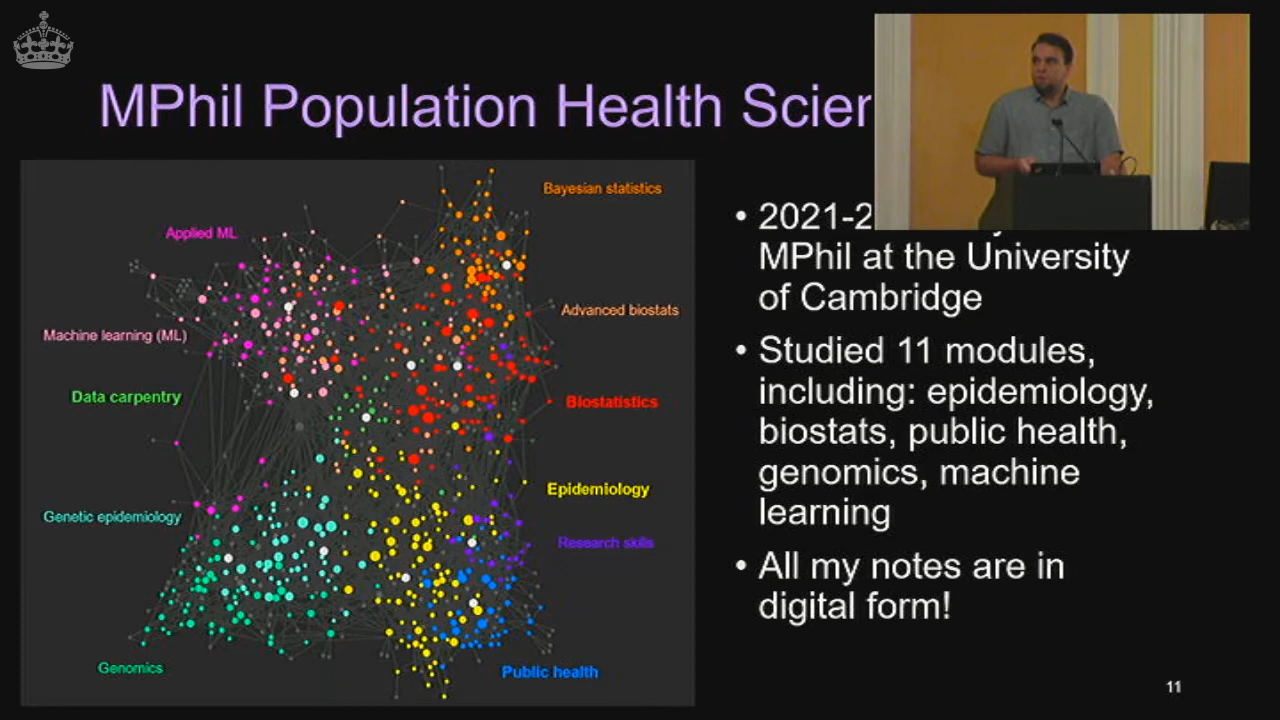 MPhil Population Health Scien
Bayesian statistics
Applied ML
Advanced biostats
Machine learning (ML)
Data carpentry
Biostatistics
Epidemiology
Genetic epidemiology
Research skills
Genomics
Public health
• 2021-2
MPhil at the University
of Cambridge
• Studied 11 modules,
including: epidemiology,
biostats, public health,
genomics, machine
learning
• All my notes are in
digital form!
11